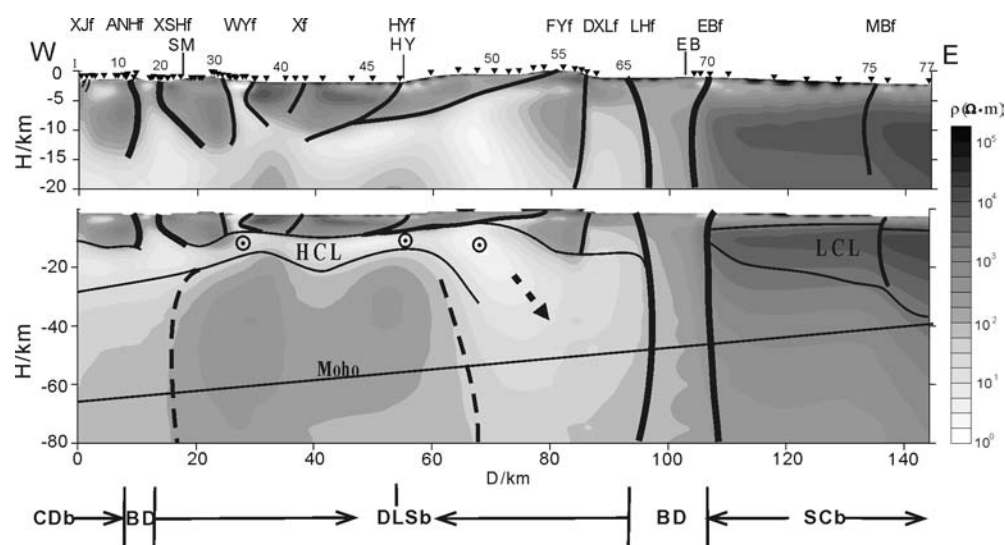 XJf ANHf XSHf WYf Xf HYf FYf DXLf LHf EBf MBf
W SM HY EB E
1 10 20 30 40 45 50 55 65 70 75 77
0
-5
-10
-15
-20
H/km
ρ(Ω·m)
10⁵
10⁴
10³
10²
10¹
10⁰
HCL LCL
Moho
-20
-40
-60
-80
H/km
0 20 40 60 80 100 120 140
D/km
CDb BD DLSb BD SCb